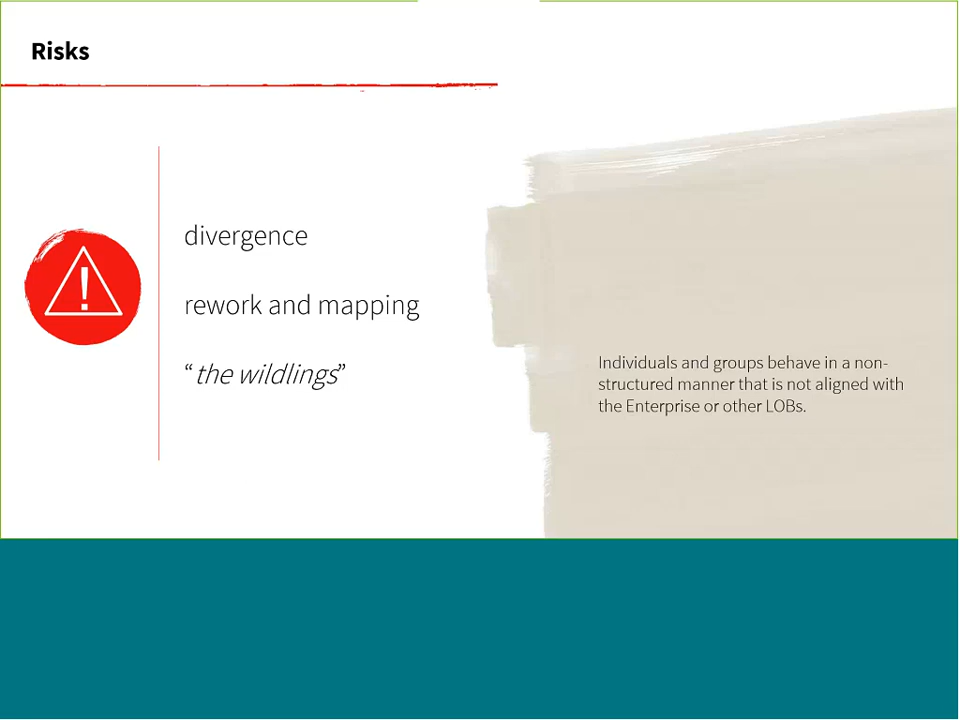 Risks
divergence
rework and mapping
“the wildlings”
Individuals and groups behave in a non-
structured manner that is not aligned with
the Enterprise or other LOBs.